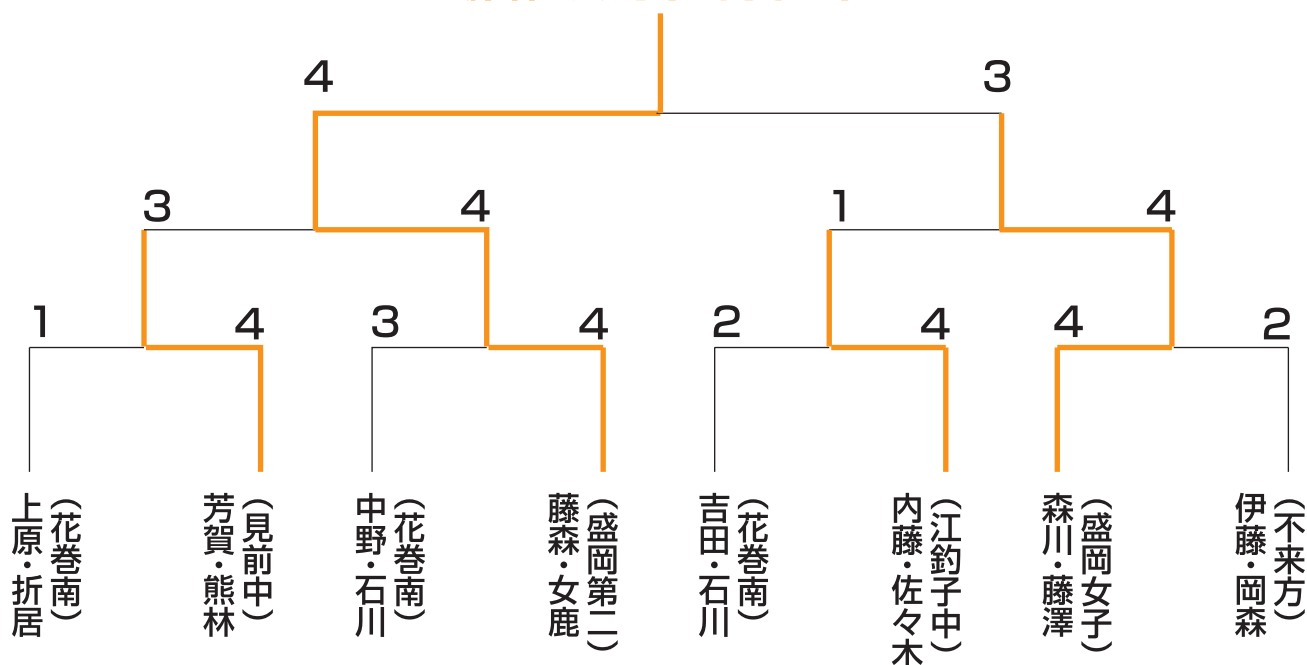 4
3
3
4
1
4
1
4
3
4
2
4
4
2
上原・折居
(花巻南)
芳賀・熊林
(見前中)
中野・石川
(花巻南)
藤森・女鹿
(盛岡第二)
吉田・石川
(花巻南)
内藤・佐々木
(江釣子中)
森川・藤澤
(盛岡女子)
伊藤・岡森
(不来方)